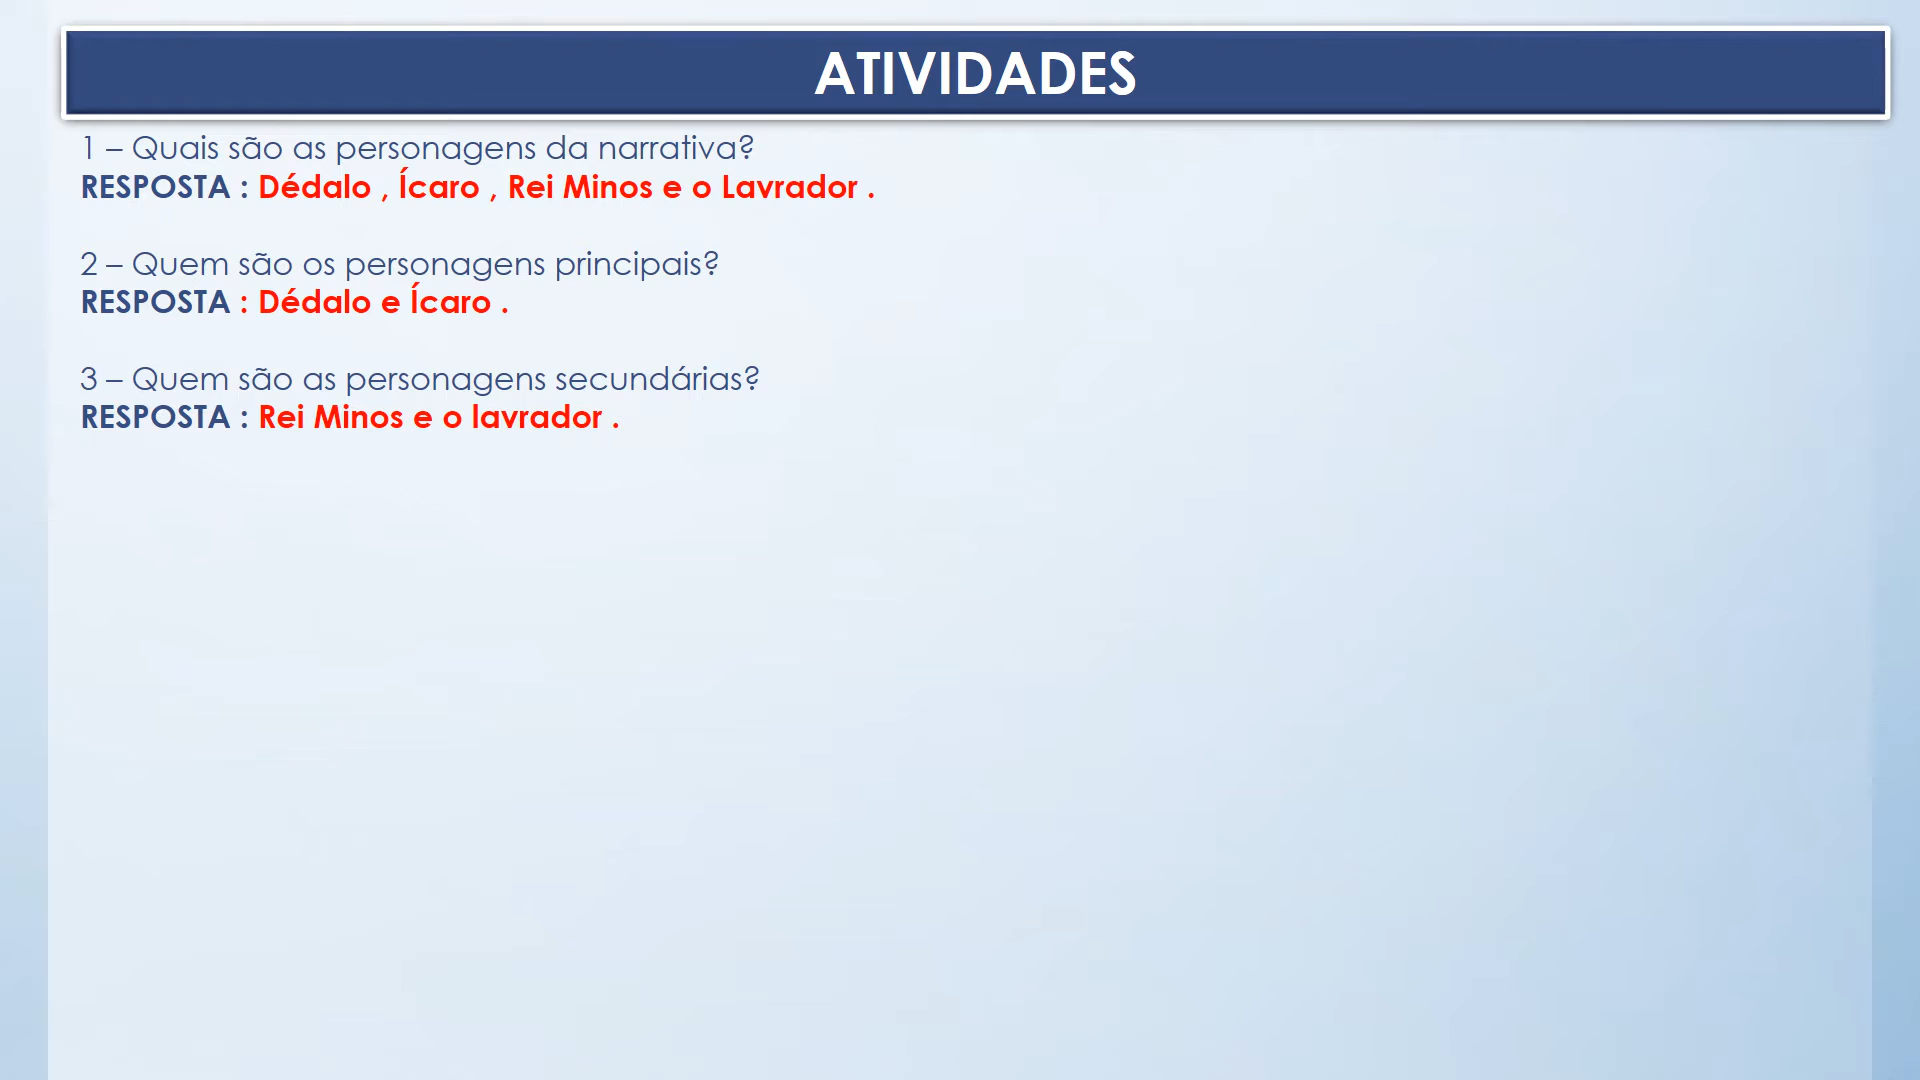 ATIVIDADES
1 – Quais são as personagens da narrativa?
RESPOSTA : Dédalo , Ícaro , Rei Minos e o Lavrador .
2 – Quem são os personagens principais?
RESPOSTA : Dédalo e Ícaro .
3 – Quem são as personagens secundárias?
RESPOSTA : Rei Minos e o lavrador .